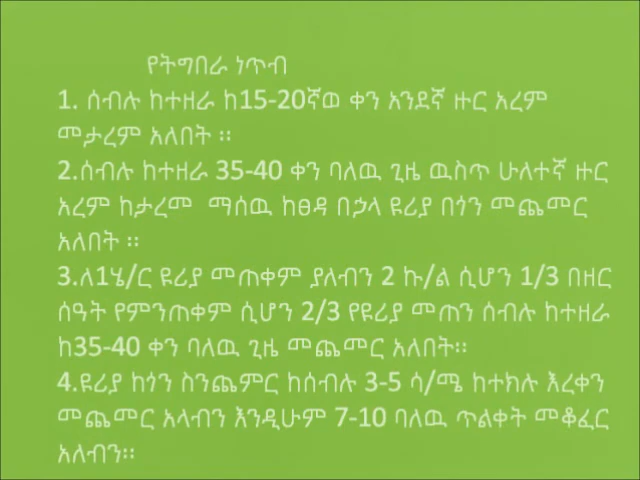 የትግበራ ነጥብ
1. ሰብሉ ከተዘራ ከ15-20ኛወ ቀን አንደኛ ዙር አረም
መታረም አለበት ፡፡
2.ሰብሉ ከተዘራ 35-40 ቀን ባለዉ ጊዜ ዉስጥ ሁለተኛ ዙር
አረም ከታረመ ማሰዉ ከፀዳ በኃላ ዩሪያ በጎን መጨመር
አለበት ፡፡
3.ለ1ሄ/ር ዩሪያ መጠቀም ያለብን 2 ኩ/ል ሲሆን 1/3 በዘር
ሰዓት የምንጠቀም ሲሆን 2/3 የዩሪያ መጠን ሰብሉ ከተዘራ
ከ35-40 ቀን ባለዉ ጊዜ መጨመር አለበት፡፡
4.ዩሪያ ከጎን ስንጨምር ከሰብሉ 3-5 ሳ/ሜ ከተክሉ እረቀን
መጨመር አላብን እንዲሁም 7-10 ባለዉ ጥልቀት መቆፈር
አለብን፡፡